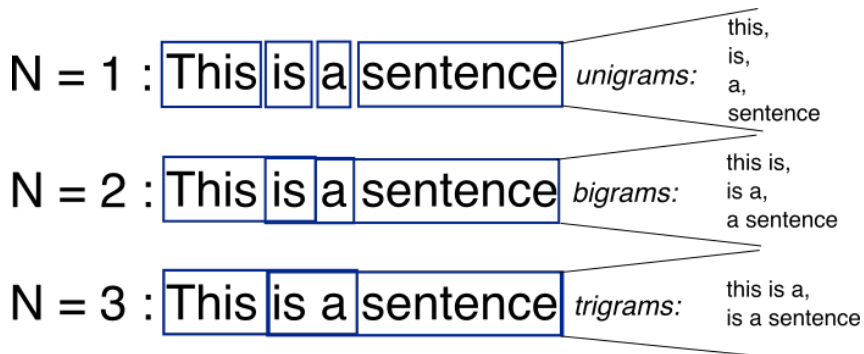 N = 1 : This is a sentence unigrams: this,
is,
a,
sentence
N = 2 : This is a sentence bigrams: this is,
is a,
a sentence
N = 3 : This is a sentence trigrams: this is a,
is a sentence